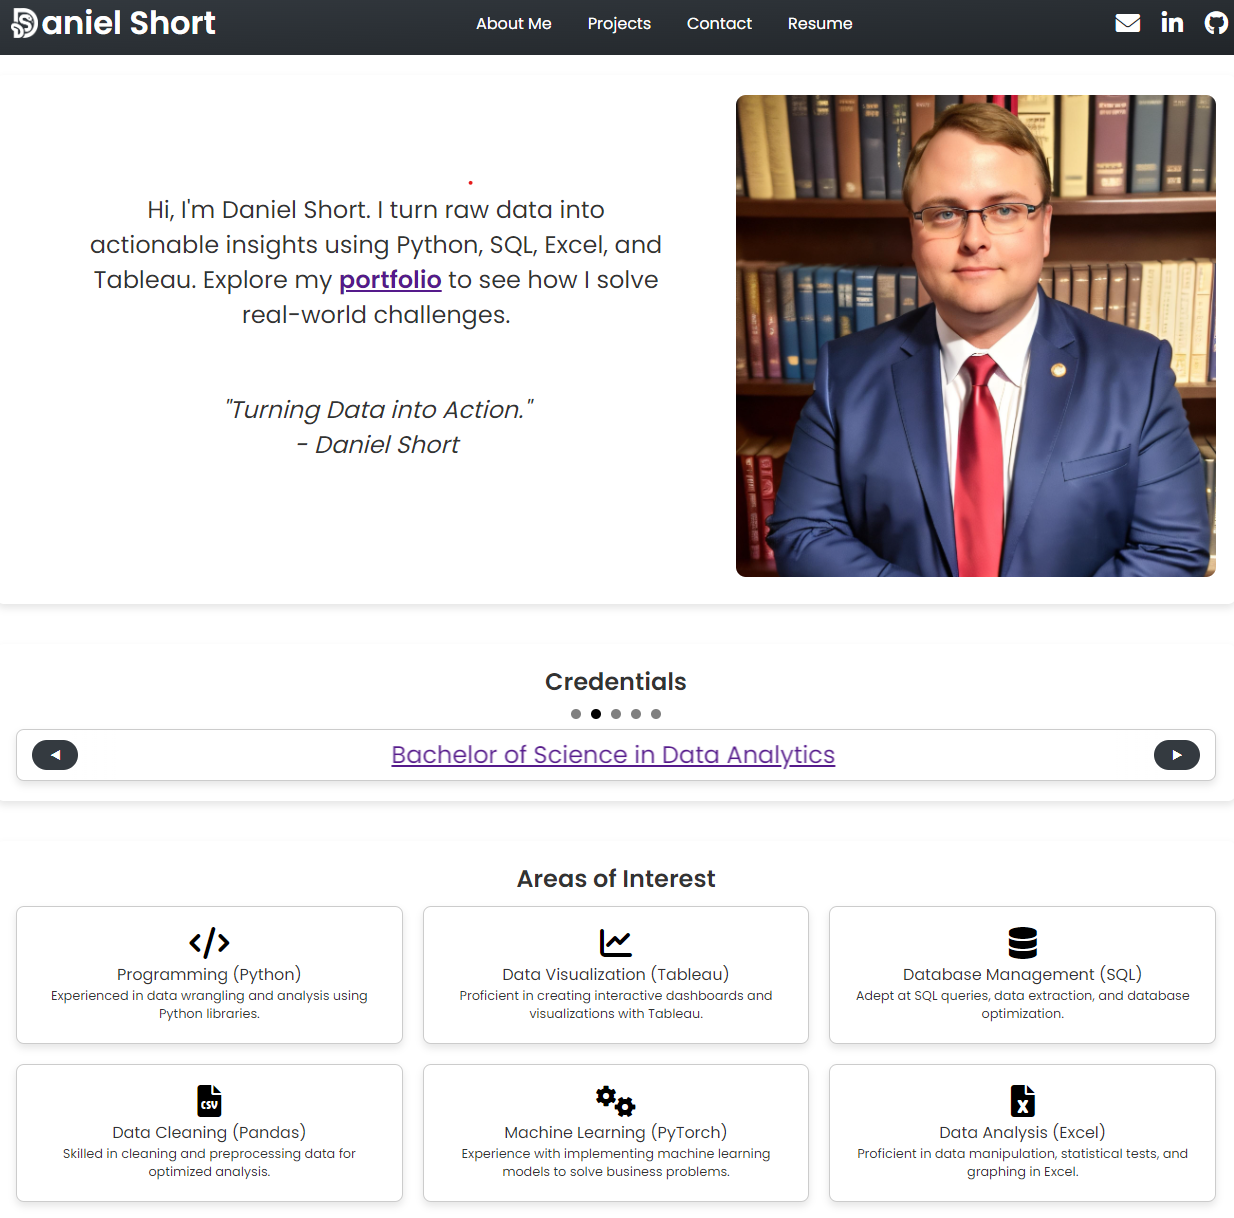 Daniel Short
About Me
Projects
Contact
Resume
Hi, I'm Daniel Short. I turn raw data into
actionable insights using Python, SQL, Excel, and
Tableau. Explore my portfolio to see how I solve
real-world challenges.
"Turning Data into Action."
- Daniel Short
Credentials
Bachelor of Science in Data Analytics
Areas of Interest
Programming (Python)
Experienced in data wrangling and analysis using
Python libraries.
Data Visualization (Tableau)
Proficient in creating interactive dashboards and
visualizations with Tableau.
Database Management (SQL)
Adept at SQL queries, data extraction, and database
optimization.
CSV
Data Cleaning (Pandas)
Skilled in cleaning and preprocessing data for
optimized analysis.
Machine Learning (PyTorch)
Experience with implementing machine learning
models to solve business problems.
X
Data Analysis (Excel)
Proficient in data manipulation, statistical tests, and
graphing in Excel.